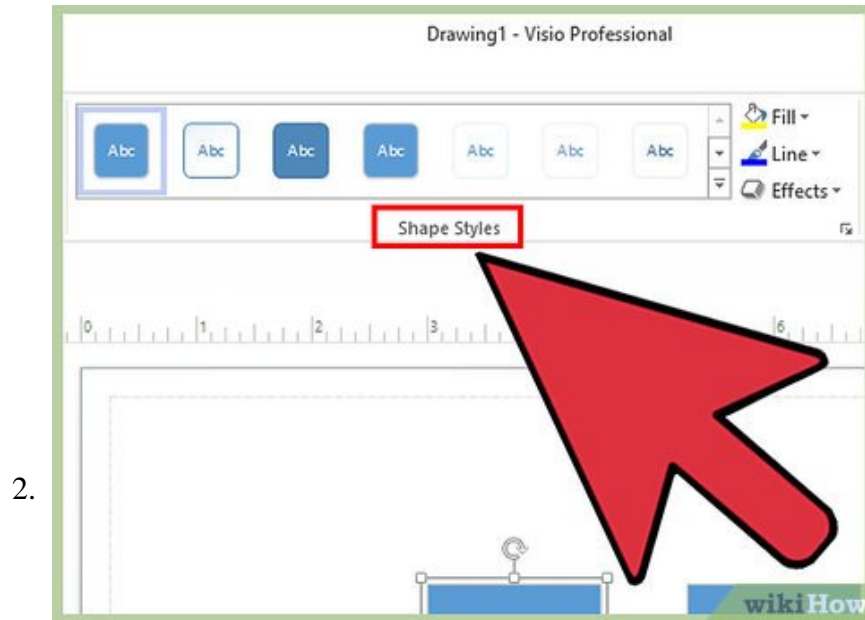 Drawing1 - Visio Professional
Abc Abc Abc Abc Abc Abc Abc
Fill
Line
Effects
Shape Styles
0 1 2 3 6
2.
wikiHow